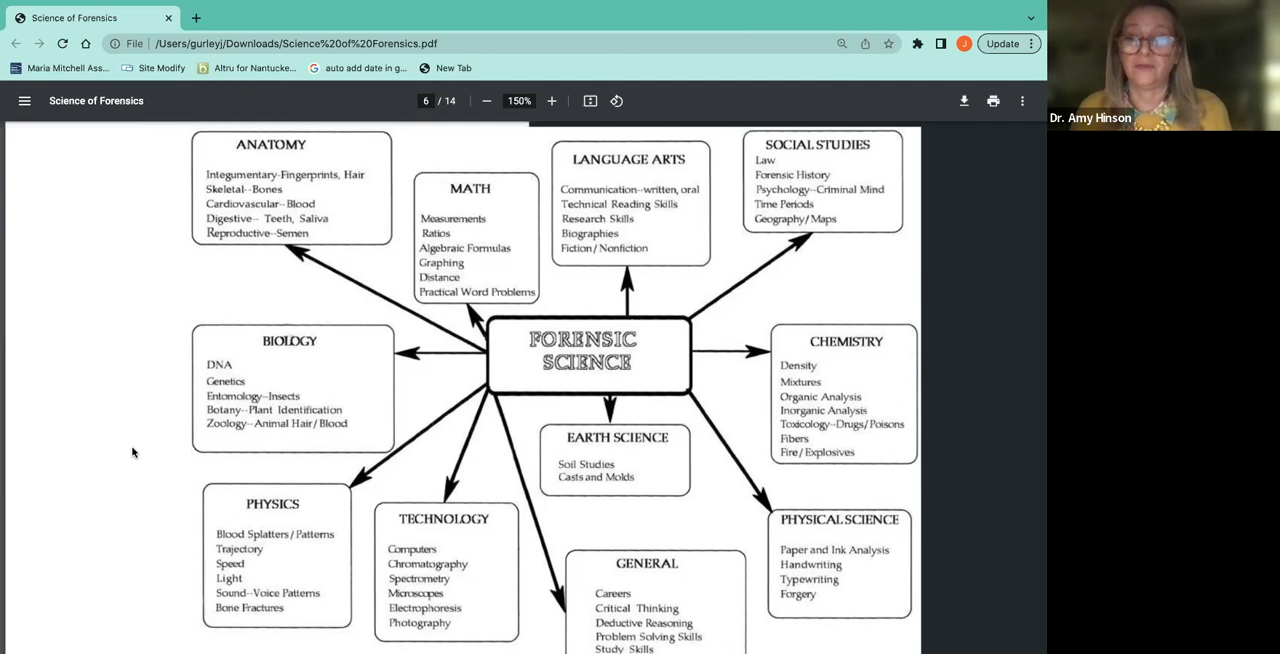 Science of Forensics
File /Users/gurleyj/Downloads/Science%20of%20Forensics.pdf
J Update
Maria Mitchell Ass... Site Modify Altru for Nantucke... auto add date in g... New Tab
Science of Forensics 6 / 14 150%
Dr. Amy Hinson
ANATOMY
Integumentary-Fingerprints, Hair
Skeletal--Bones
Cardiovascular--Blood
Digestive-- Teeth, Saliva
Reproductive--Semen
MATH
Measurements
Ratios
Algebraic Formulas
Graphing
Distance
Practical Word Problems
LANGUAGE ARTS
Communication--written, oral
Technical Reading Skills
Research Skills
Biographies
Fiction/Nonfiction
SOCIAL STUDIES
Law
Forensic History
Psychology--Criminal Mind
Time Periods
Geography/Maps
FORENSIC
SCIENCE
BIOLOGY
DNA
Genetics
Entomology--Insects
Botany--Plant Identification
Zoology--Animal Hair/Blood
CHEMISTRY
Density
Mixtures
Organic Analysis
Inorganic Analysis
Toxicology--Drugs/Poisons
Fibers
Fire/Explosives
EARTH SCIENCE
Soil Studies
Casts and Molds
PHYSICS
Blood Splatters/Patterns
Trajectory
Speed
Light
Sound--Voice Patterns
Bone Fractures
TECHNOLOGY
Computers
Chromatography
Spectrometry
Microscopes
Electrophoresis
Photography
GENERAL
Careers
Critical Thinking
Deductive Reasoning
Problem Solving Skills
Study Skills
PHYSICAL SCIENCE
Paper and Ink Analysis
Handwriting
Typewriting
Forgery